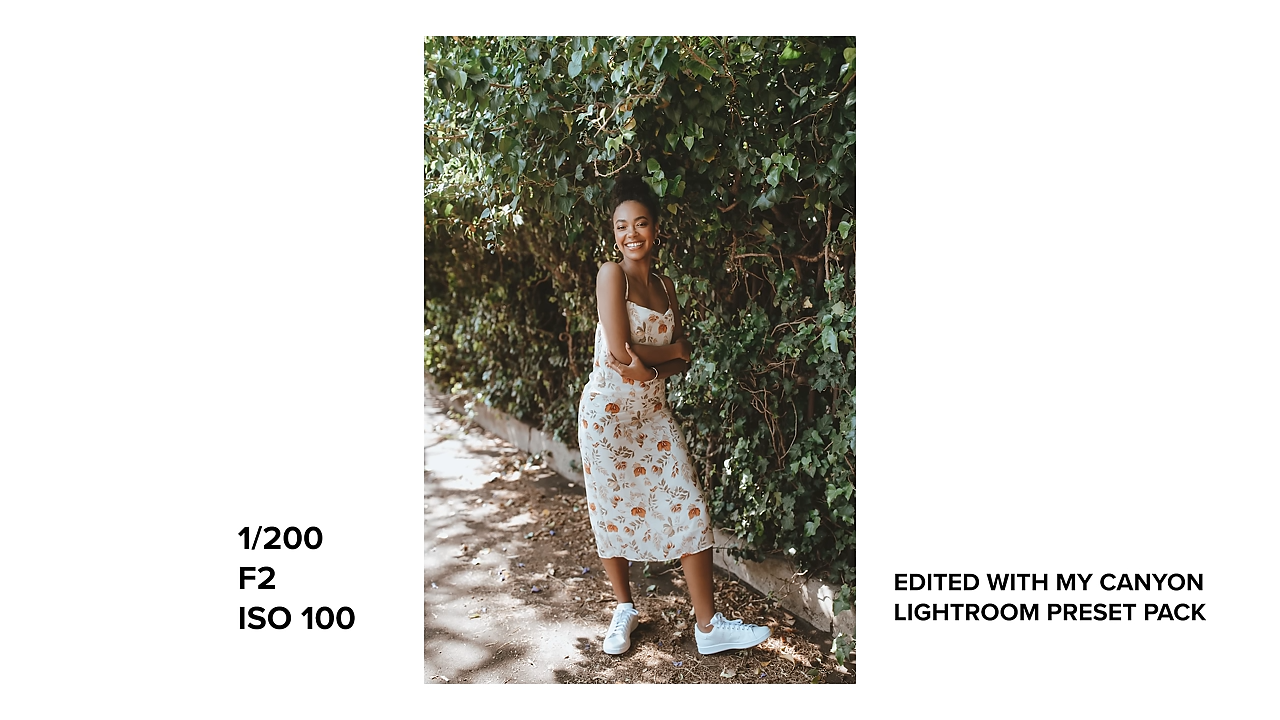 1/200
F2
ISO 100
EDITED WITH MY CANYON
LIGHTROOM PRESET PACK